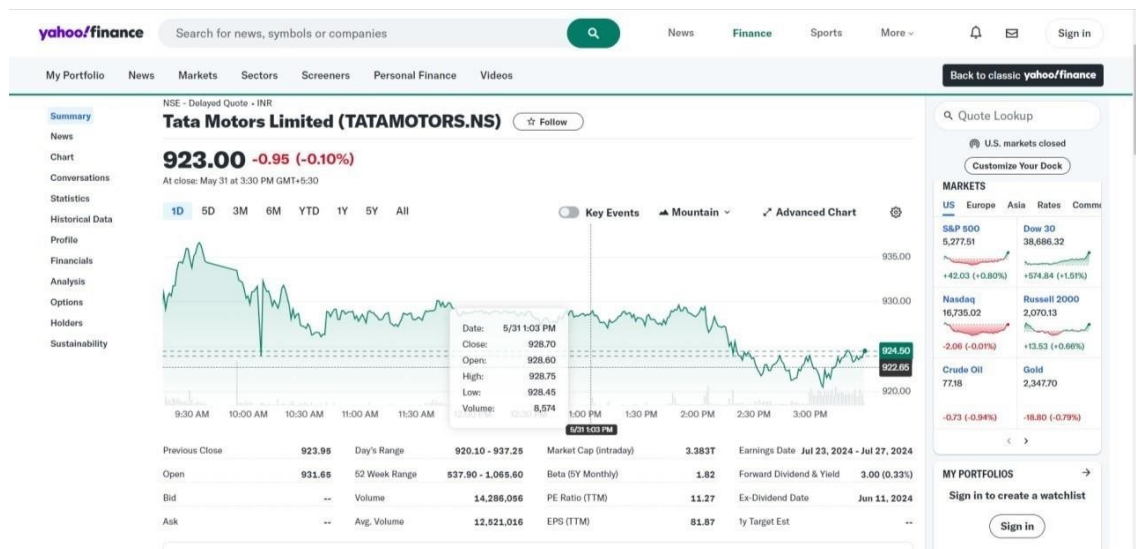 yahoo!finance Search for news, symbols or companies News Finance Sports More Sign in
My Portfolio News Markets Sectors Screeners Personal Finance Videos Back to classic yahoo!finance
Summary
News
Chart
Conversations
Statistics
Historical Data
Profile
Financials
Analysis
Options
Holders
Sustainability
NSE - Delayed Quote • INR
Tata Motors Limited (TATAMOTORS.NS) ☆ Follow
923.00 -0.95 (-0.10%)
At close: May 31 at 3:30 PM GMT+5:30
1D 5D 3M 6M YTD 1Y 5Y All Key Events Mountain Advanced Chart
935.00
930.00
924.50
922.65
920.00
Date: 5/31 1:03 PM
Close: 928.70
Open: 928.60
High: 928.75
Low: 928.45
Volume: 8,574
9:30 AM 10:00 AM 10:30 AM 11:00 AM 11:30 AM 1:00 PM 1:30 PM 2:00 PM 2:30 PM 3:00 PM
5/31 1:03 PM
Previous Close 923.95 Day's Range 920.10 - 937.25 Market Cap (intraday) 3.383T Earnings Date Jul 23, 2024 - Jul 27, 2024
Open 931.65 52 Week Range 537.90 - 1,065.60 Beta (5Y Monthly) 1.82 Forward Dividend & Yield 3.00 (0.33%)
Bid -- Volume 14,286,056 PE Ratio (TTM) 11.27 Ex-Dividend Date Jun 11, 2024
Ask -- Avg. Volume 12,521,016 EPS (TTM) 81.87 1y Target Est --
Quote Lookup
U.S. markets closed
Customize Your Dock
MARKETS
US Europe Asia Rates Comm
S&P 500 Dow 30
5,277.51 38,686.32
+42.03 (+0.80%) +574.84 (+1.51%)
Nasdaq Russell 2000
16,735.02 2,070.13
-2.06 (-0.01%) +13.53 (+0.66%)
Crude Oil Gold
77.18 2,347.70
-0.73 (-0.94%) -18.80 (-0.79%)
MY PORTFOLIOS
Sign in to create a watchlist
Sign in